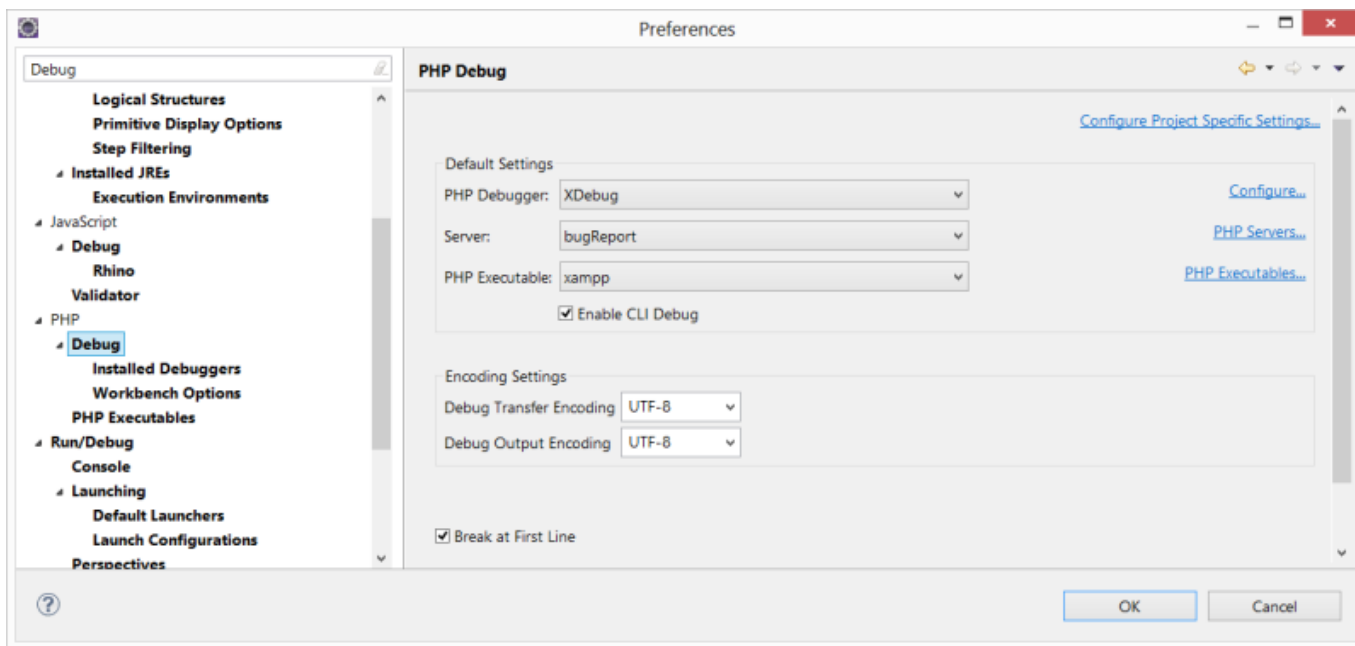 Preferences
Debug
Logical Structures
Primitive Display Options
Step Filtering
Installed JREs
Execution Environments
JavaScript
Debug
Rhino
Validator
PHP
Debug
Installed Debuggers
Workbench Options
PHP Executables
Run/Debug
Console
Launching
Default Launchers
Launch Configurations
Perspectives
PHP Debug
Configure Project Specific Settings...
Default Settings
PHP Debugger: XDebug Configure...
Server: bugReport PHP Servers...
PHP Executable: xampp PHP Executables...
Enable CLI Debug
Encoding Settings
Debug Transfer Encoding UTF-8
Debug Output Encoding UTF-8
Break at First Line
? OK Cancel